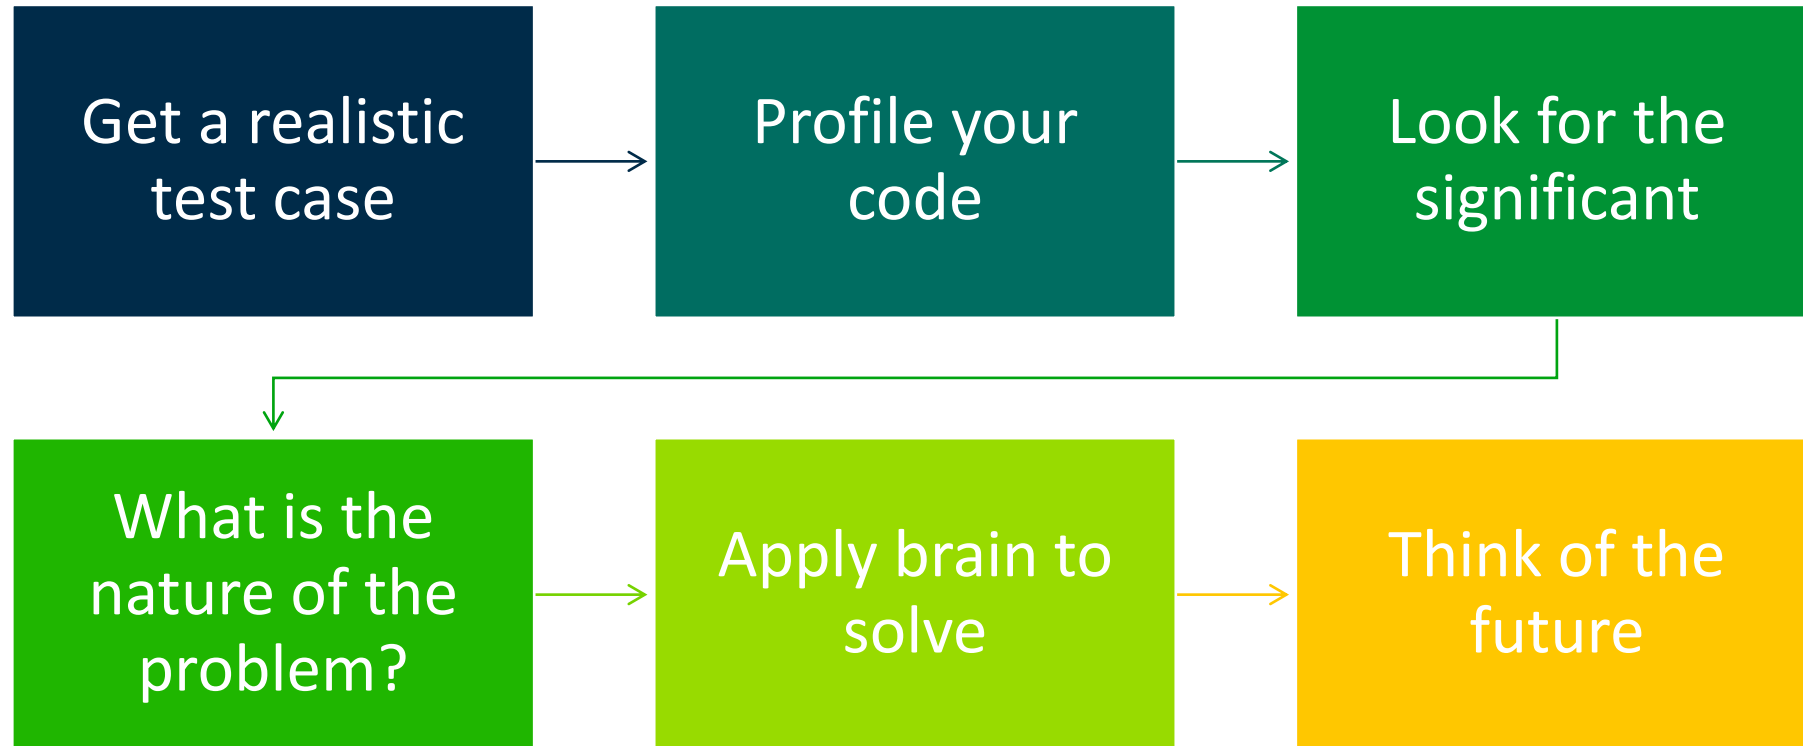 Get a realistic
test case
Profile your
code
Look for the
significant
What is the
nature of the
problem?
Apply brain to
solve
Think of the
future